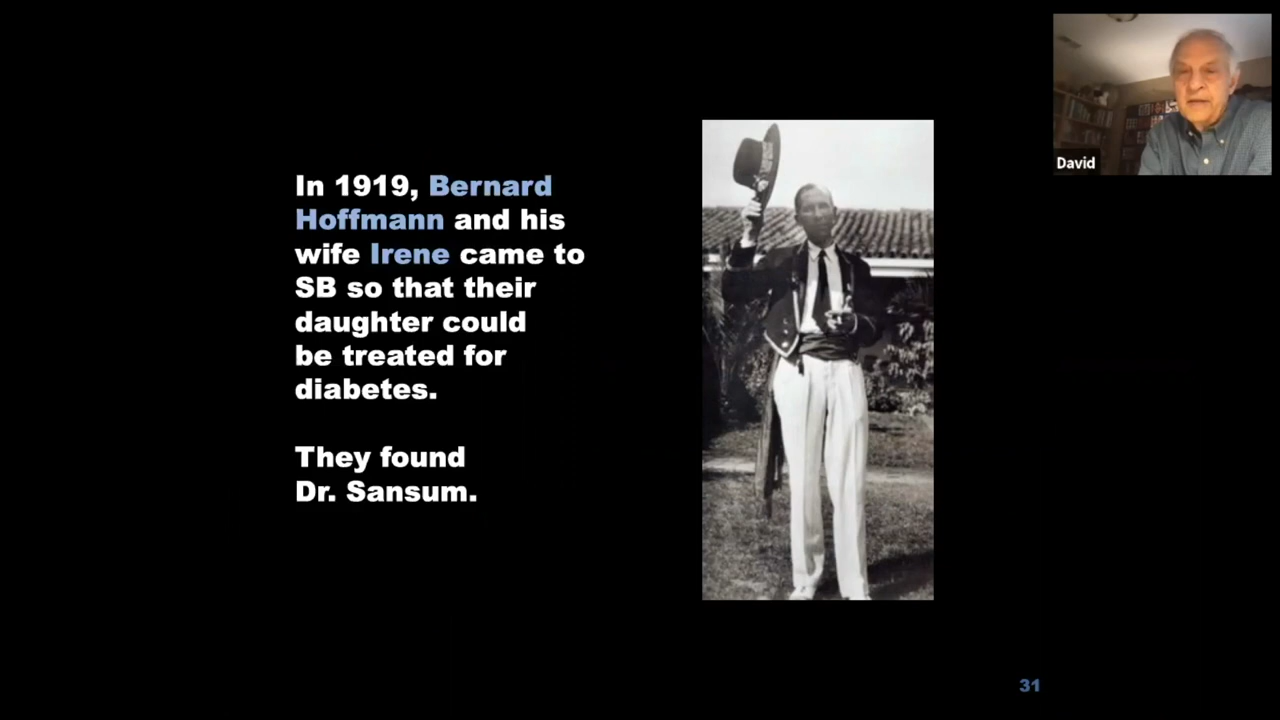 In 1919, Bernard
Hoffmann and his
wife Irene came to
SB so that their
daughter could
be treated for
diabetes.
They found
Dr. Sansum.
David
31